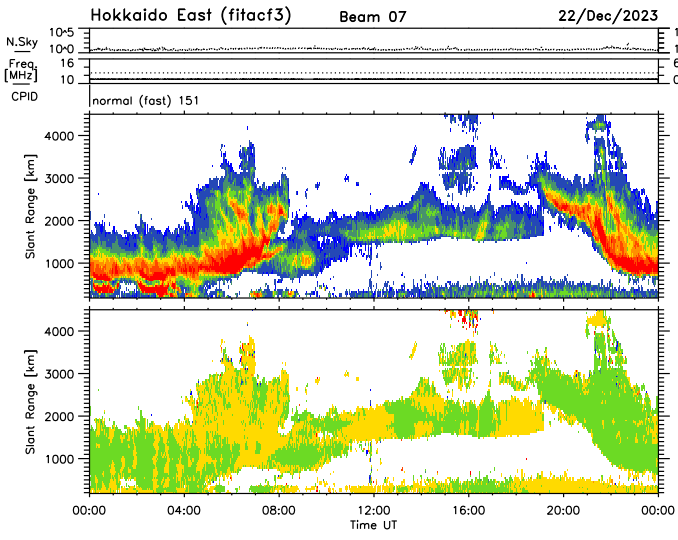 Hokkaido East (fitacf3) Beam 07 22/Dec/2023
N.Sky 10^5 10^0 1 1
Freq. [MHz] 16 10 6 0
CPID normal (fast) 151
4000
3000
2000
1000
Slant Range [km]
4000
3000
2000
1000
Slant Range [km]
00:00 04:00 08:00 12:00 16:00 20:00 00:00
Time UT